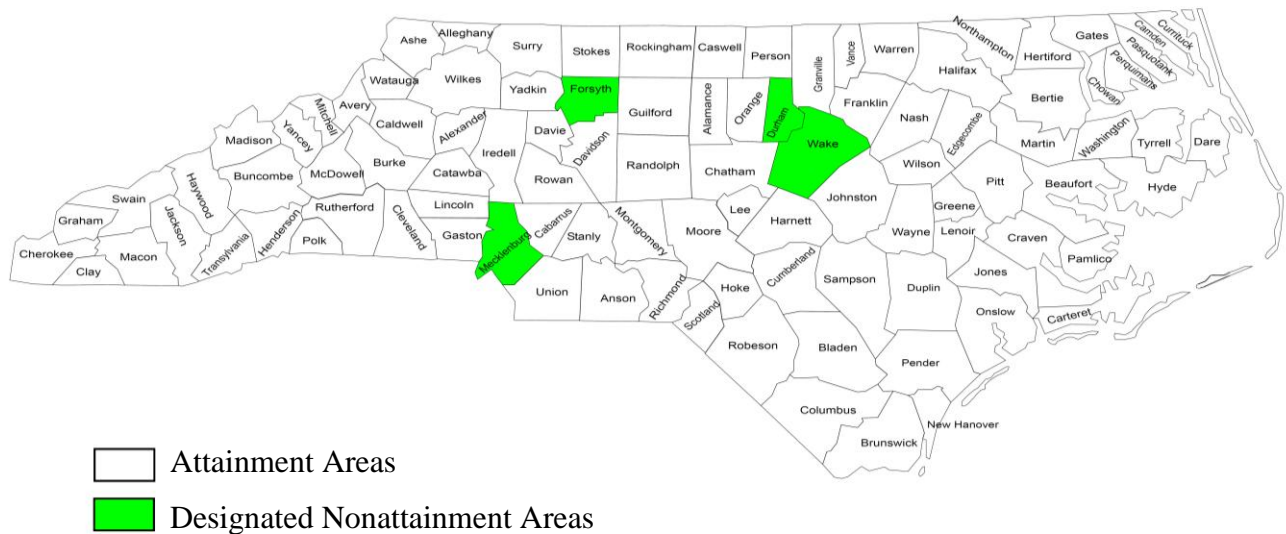 Ashe
Alleghany
Surry
Stokes
Rockingham
Caswell
Person
Granville
Vance
Warren
Northampton
Hertiford
Gates
Camden
Currituck
Pasquotank
Perquimans
Chowan
Watauga
Wilkes
Yadkin
Forsyth
Guilford
Alamance
Orange
Durham
Wake
Franklin
Halifax
Nash
Edgecombe
Bertie
Martin
Washington
Tyrrell
Dare
Madison
Yancey
Mitchell
Avery
Caldwell
Alexander
Iredell
Davie
Davidson
Randolph
Chatham
Wilson
Pitt
Beaufort
Hyde
Buncombe
McDowell
Burke
Catawba
Rowan
Johnston
Greene
Swain
Haywood
Graham
Jackson
Rutherford
Cleveland
Lincoln
Gaston
Mecklenburg
Cabarrus
Stanly
Montgomery
Moore
Lee
Harnett
Wayne
Lenoir
Craven
Pamlico
Cherokee
Clay
Macon
Transylvania
Henderson
Polk
Union
Anson
Richmond
Scotland
Hoke
Cumberland
Sampson
Duplin
Jones
Onslow
Carteret
Robeson
Bladen
Pender
Columbus
Brunswick
New Hanover
Attainment Areas
Designated Nonattainment Areas